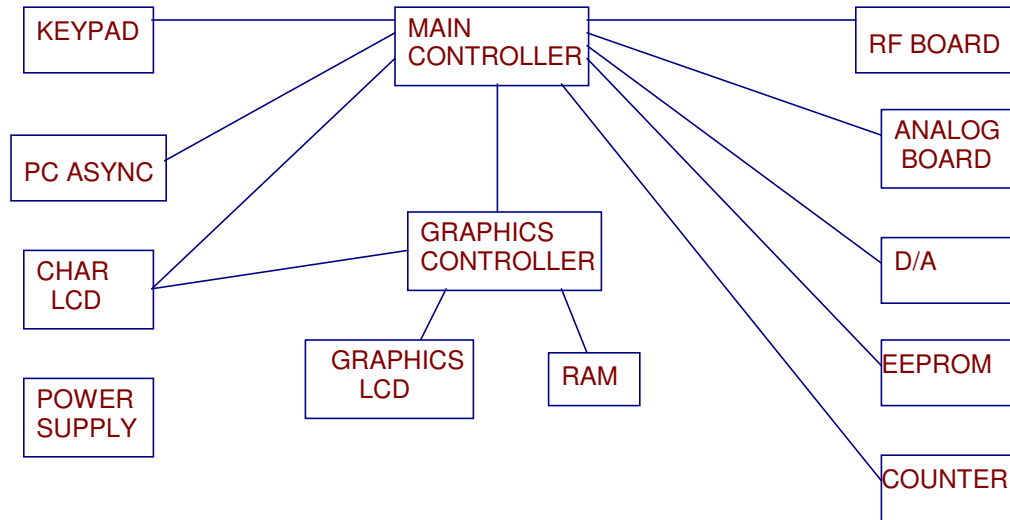 KEYPAD
MAIN
CONTROLLER
RF BOARD
PC ASYNC
ANALOG
BOARD
CHAR
LCD
GRAPHICS
CONTROLLER
D/A
GRAPHICS
LCD
RAM
EEPROM
POWER
SUPPLY
COUNTER